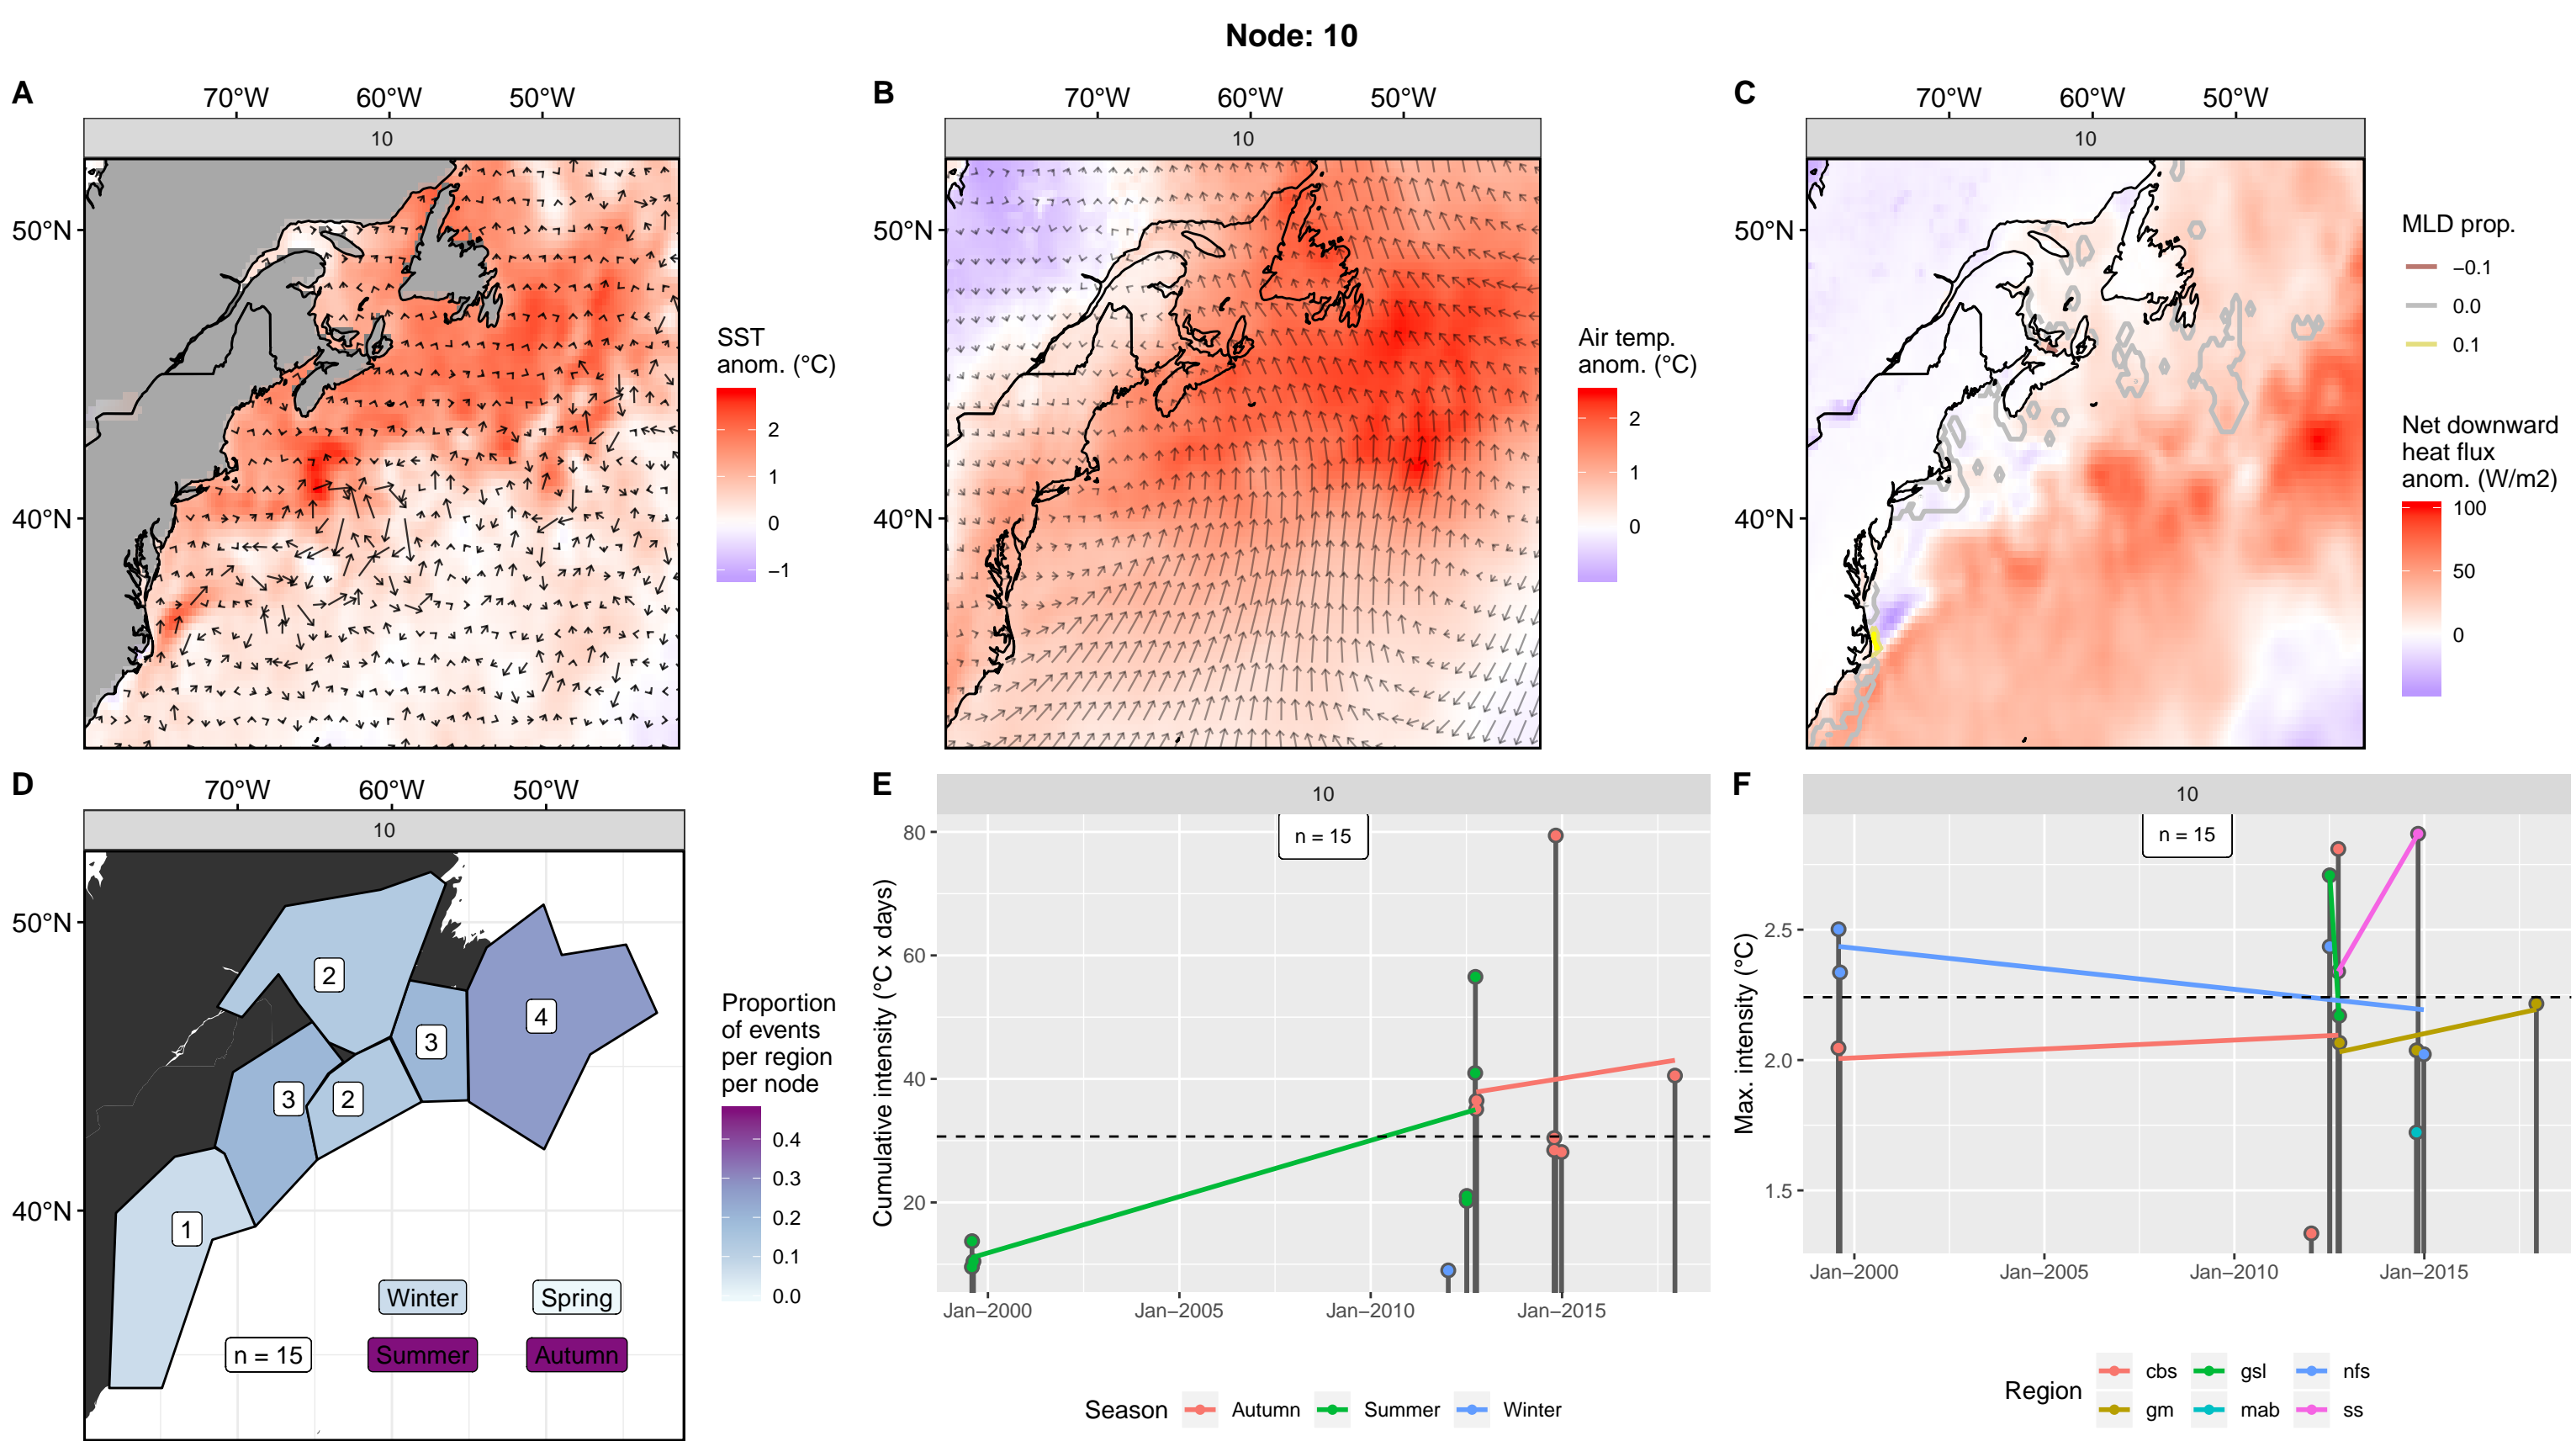 Node: 10
A
70°W 60°W 50°W
10
50°N
40°N
SST
anom. (°C)
2
1
0
−1
B
70°W 60°W 50°W
10
50°N
40°N
Air temp.
anom. (°C)
2
1
0
C
70°W 60°W 50°W
10
50°N
40°N
MLD prop.
−0.1
0.0
0.1
Net downward
heat flux
anom. (W/m2)
100
50
0
D
70°W 60°W 50°W
10
50°N
40°N
2
3
4
3
2
1
Winter Spring
n = 15 Summer Autumn
Proportion
of events
per region
per node
0.4
0.3
0.2
0.1
0.0
E
10
n = 15
Cumulative intensity (°C x days)
80
60
40
20
Jan−2000 Jan−2005 Jan−2010 Jan−2015
Season Autumn Summer Winter
F
10
n = 15
Max. intensity (°C)
2.5
2.0
1.5
Jan−2000 Jan−2005 Jan−2010 Jan−2015
Region
cbs gsl nfs
gm mab ss